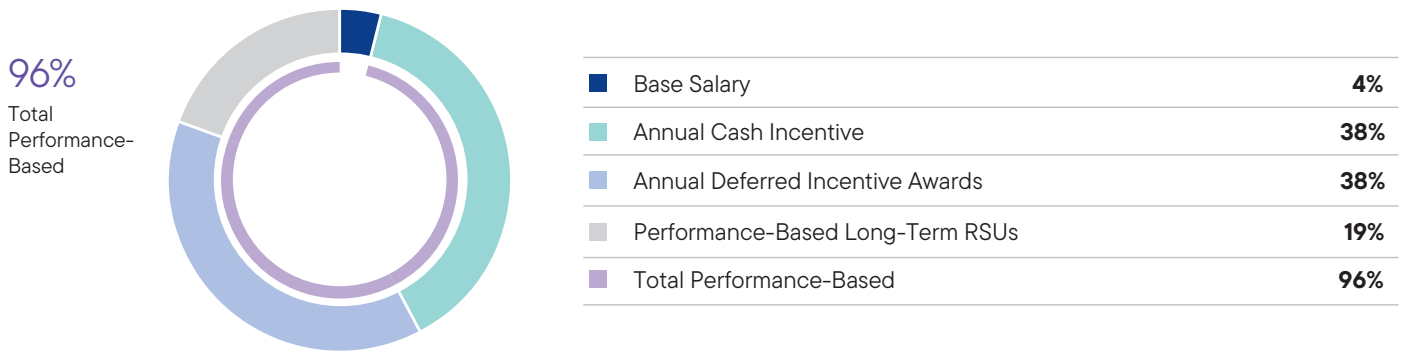 96%
Total
Performance-
Based
Base Salary 4%
Annual Cash Incentive 38%
Annual Deferred Incentive Awards 38%
Performance-Based Long-Term RSUs 19%
Total Performance-Based 96%